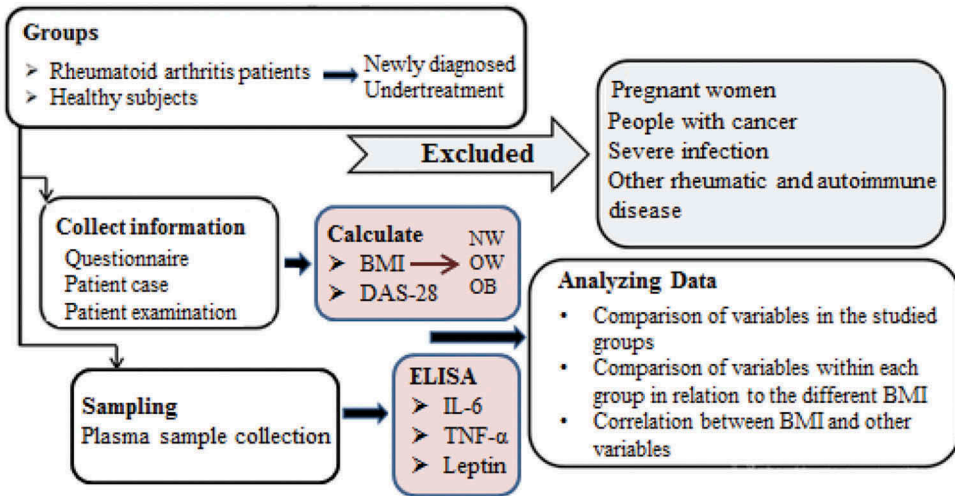 Groups
➤ Rheumatoid arthritis patients
➤ Healthy subjects
Newly diagnosed
Undertreatment
Excluded
Pregnant women
People with cancer
Severe infection
Other rheumatic and autoimmune
disease
Collect information
Questionnaire
Patient case
Patient examination
Calculate
➤ BMI
➤ DAS-28
NW
OW
OB
Sampling
Plasma sample collection
ELISA
➤ IL-6
➤ TNF-α
➤ Leptin
Analyzing Data
• Comparison of variables in the studied
groups
• Comparison of variables within each
group in relation to the different BMI
• Correlation between BMI and other
variables